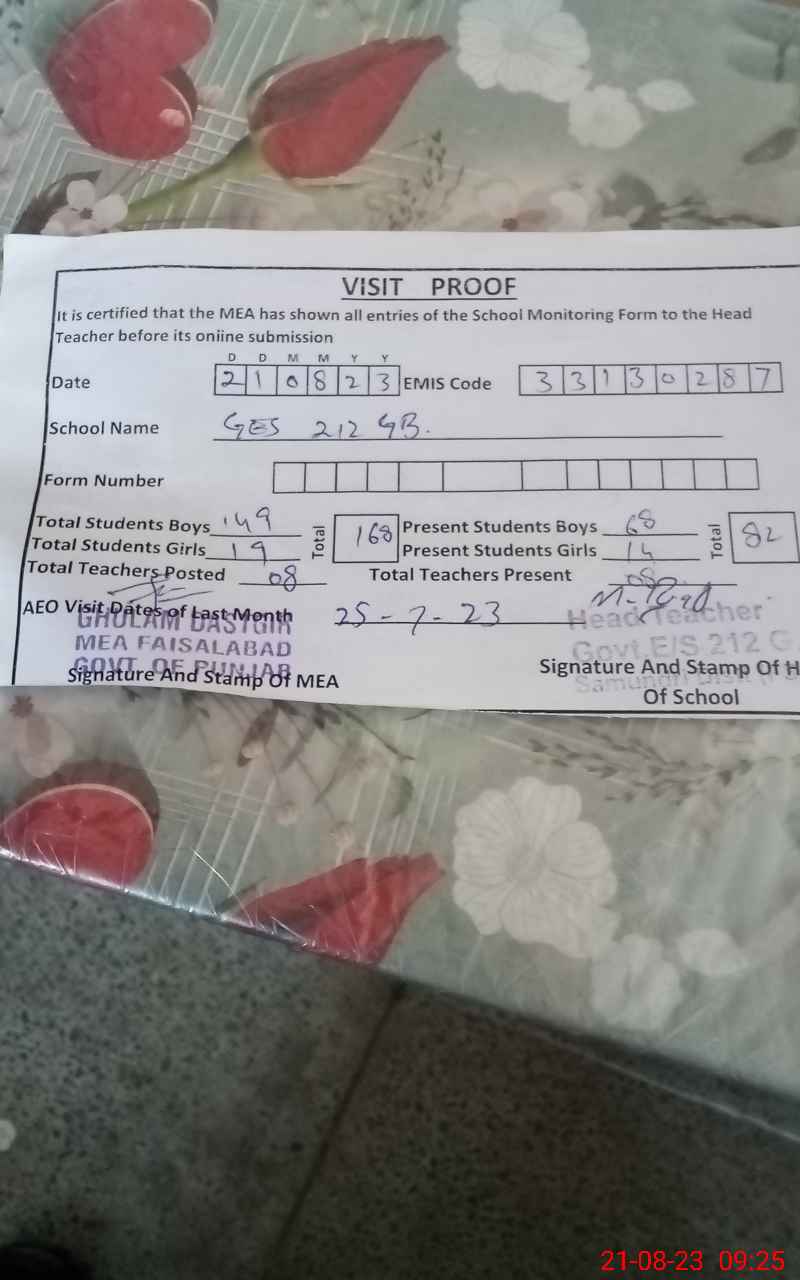 VISIT PROOF
It is certified that the MEA has shown all entries of the School Monitoring Form to the Head
Teacher before its oniine submission
D D M M Y Y
Date 2 1 0 8 2 3 EMIS Code 3 3 1 3 0 2 8 7
School Name GES 212 GB.
Form Number
Total Students Boys 149 Total 168 Present Students Boys 68 Total 82
Total Students Girls 19 Present Students Girls 14
Total Teachers Posted 08 Total Teachers Present 08
AEO Visit Dates of Last Month 25-7-23
GHULAM DASTGIR
MEA FAISALABAD
GOVT. OF PUNJAB
Signature And Stamp Of MEA
Head Teacher
Govt.E/S 212 G
Signature And Stamp Of H
Of School
21-08-23 09:25